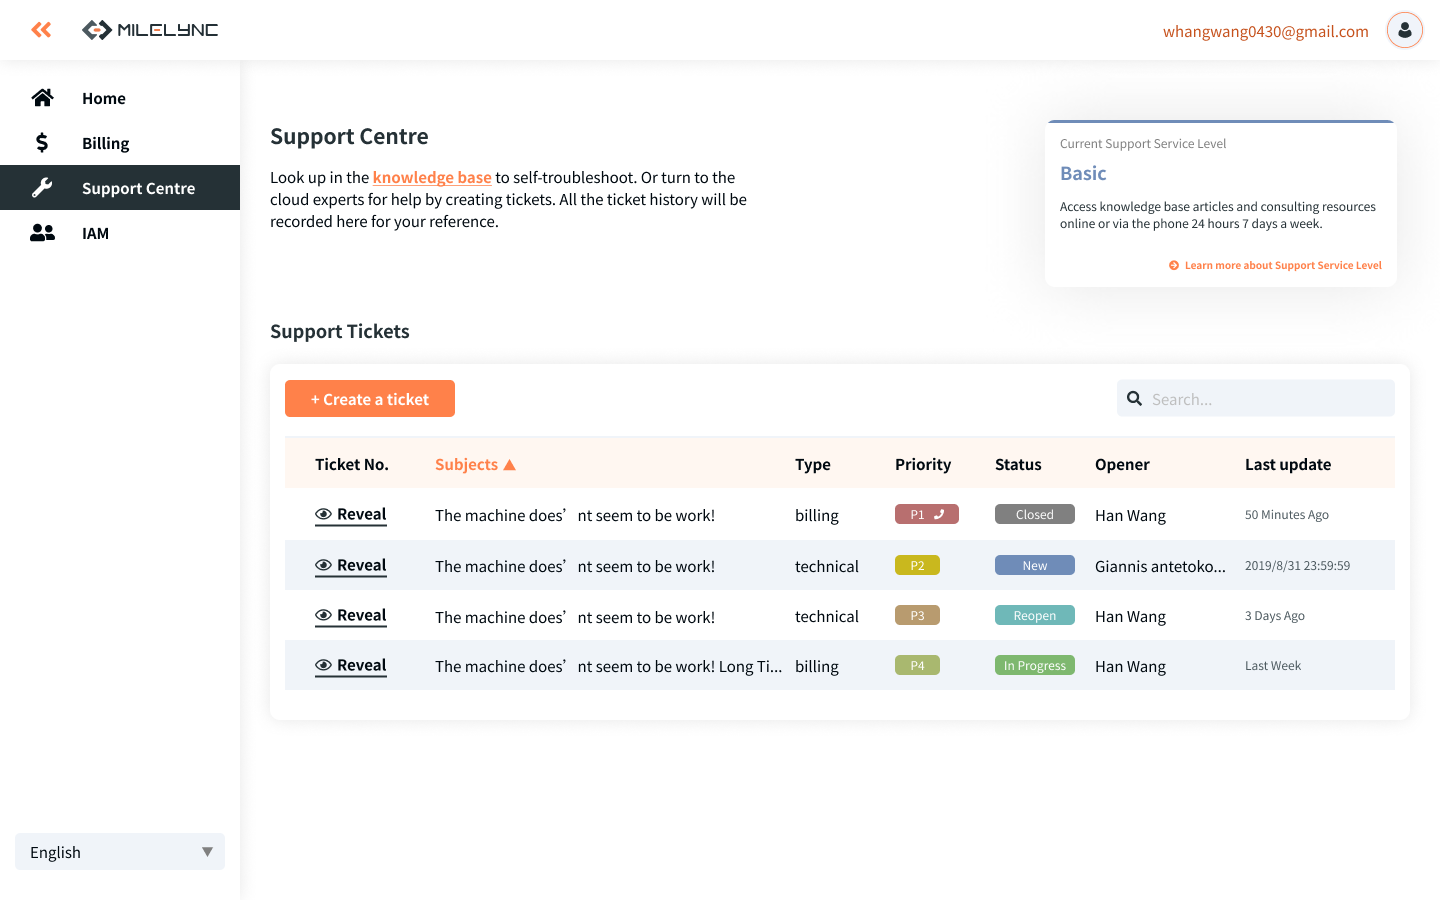 MILELYNC
whangwang0430@gmail.com
Home
Billing
Support Centre
IAM
English
Support Centre
Look up in the knowledge base to self-troubleshoot. Or turn to the
cloud experts for help by creating tickets. All the ticket history will be
recorded here for your reference.
Current Support Service Level
Basic
Access knowledge base articles and consulting resources
online or via the phone 24 hours 7 days a week.
Learn more about Support Service Level
Support Tickets
+ Create a ticket
Search...
Ticket No. Subjects ▲ Type Priority Status Opener Last update
Reveal The machine does’nt seem to be work! billing P1 Closed Han Wang 50 Minutes Ago
Reveal The machine does’nt seem to be work! technical P2 New Giannis antetoko... 2019/8/31 23:59:59
Reveal The machine does’nt seem to be work! technical P3 Reopen Han Wang 3 Days Ago
Reveal The machine does’nt seem to be work! Long Ti... billing P4 In Progress Han Wang Last Week